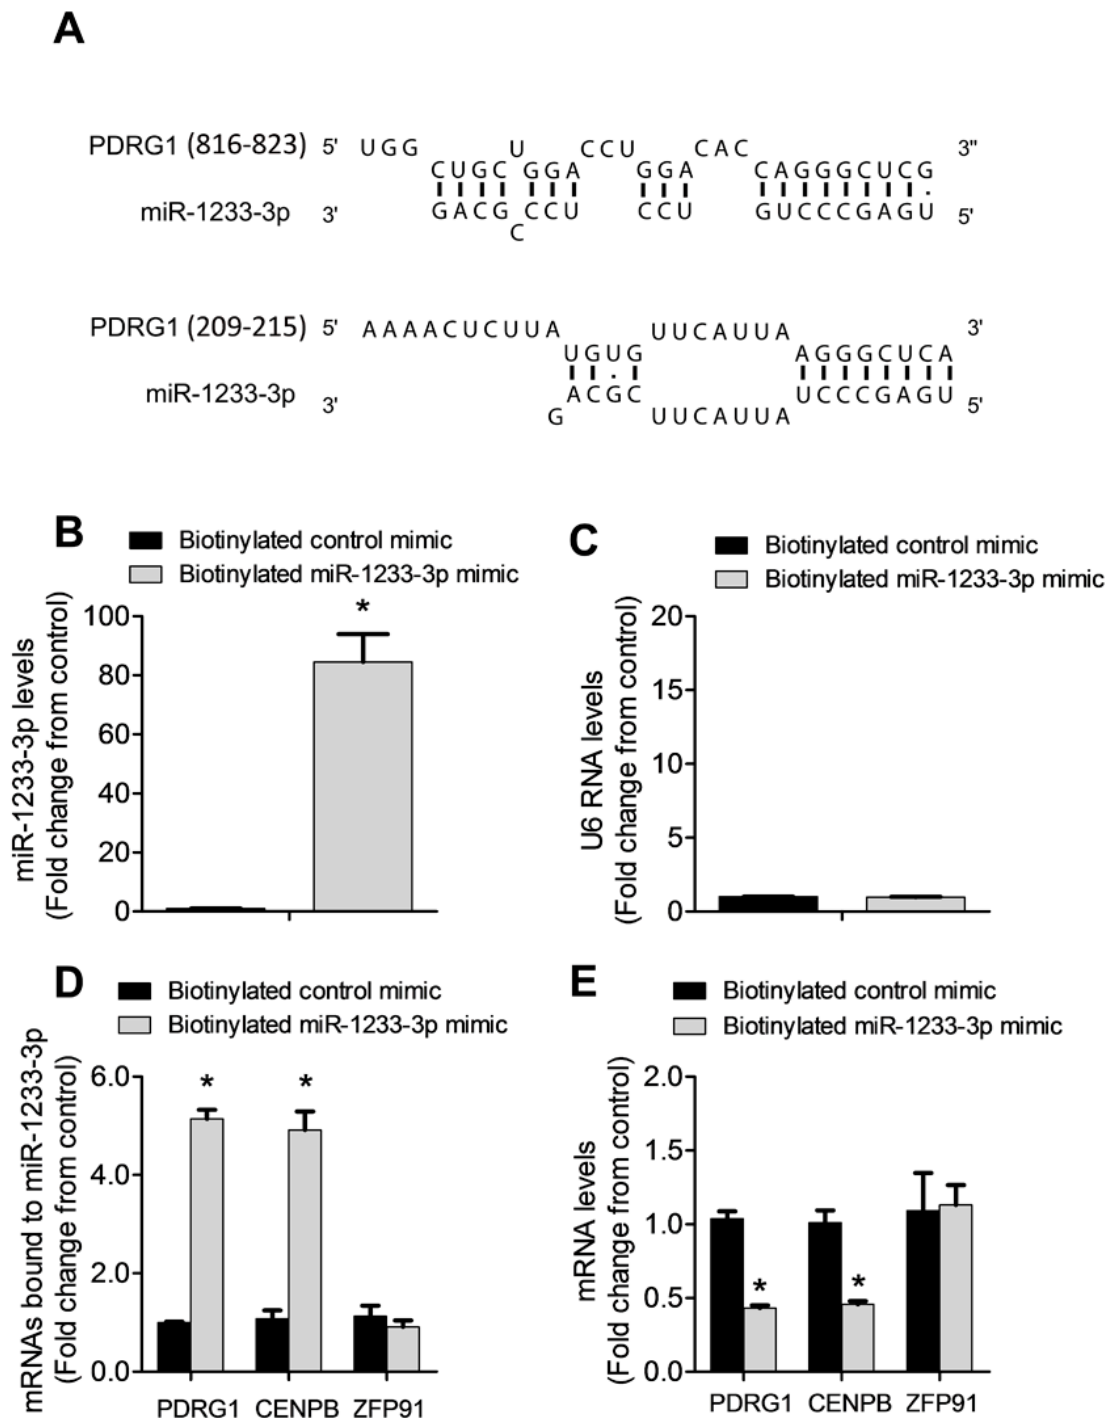 A
PDRG1 (816-823) 5' UGG U CCU CAC 3"
CUGC GGA GGA CAGGGCUCG
miR-1233-3p 3' GACG CCU CCU GUCCCGAGU 5'
C
PDRG1 (209-215) 5' AAAACUCUUA UUCAUUA 3'
UGUG AGGGCUCA
miR-1233-3p 3' ACGC UCCCGAGU 5'
G UUCAUUA
B
Biotinylated control mimic
Biotinylated miR-1233-3p mimic
miR-1233-3p levels
(Fold change from control)
100
80
60
40
20
0
*
C
Biotinylated control mimic
Biotinylated miR-1233-3p mimic
U6 RNA levels
(Fold change from control)
20
15
10
5
0
D
Biotinylated control mimic
Biotinylated miR-1233-3p mimic
mRNAs bound to miR-1233-3p
(Fold change from control)
6.0
4.0
2.0
0.0
* *
PDRG1 CENPB ZFP91
E
Biotinylated control mimic
Biotinylated miR-1233-3p mimic
mRNA levels
(Fold change from control)
2.0
1.5
1.0
0.5
0.0
* *
PDRG1 CENPB ZFP91